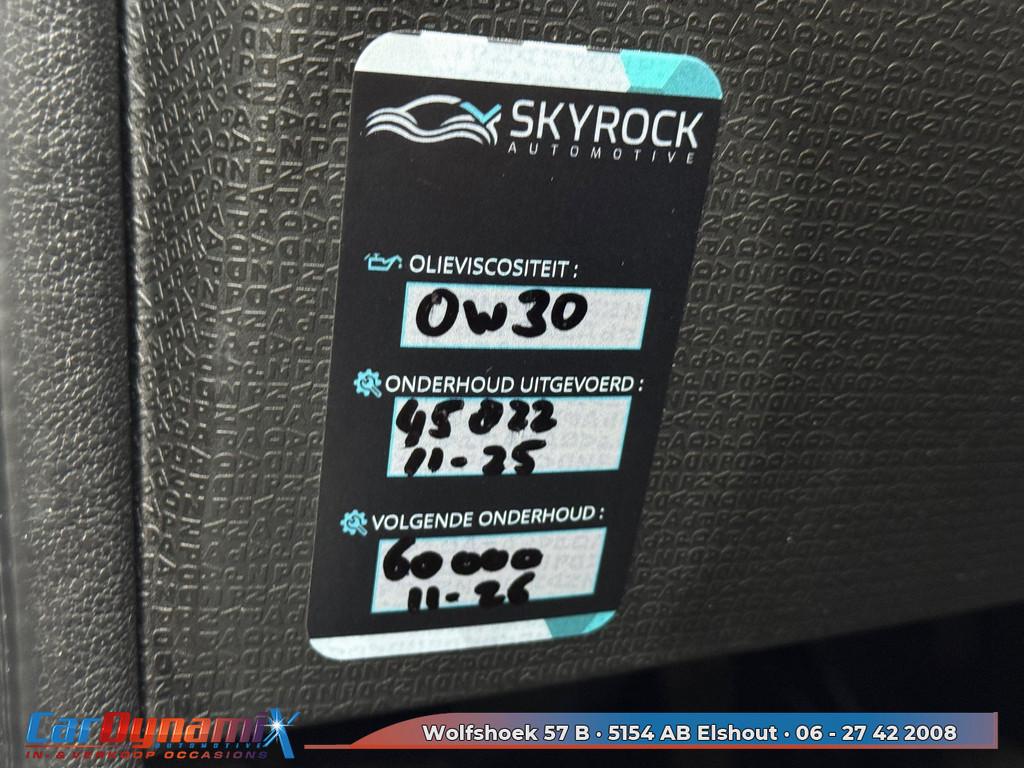 SKYROCK
AUTOMOTIVE
OLIEVISCOSITEIT :
0W30
ONDERHOUD UITGEVOERD :
45822
11-25
VOLGENDE ONDERHOUD :
60000
11-26
CarDynamiX
AUTOMOTIVE
IN- & VERKOOP OCCASIONS
Wolfshoek 57 B • 5154 AB Elshout • 06 - 27 42 2008